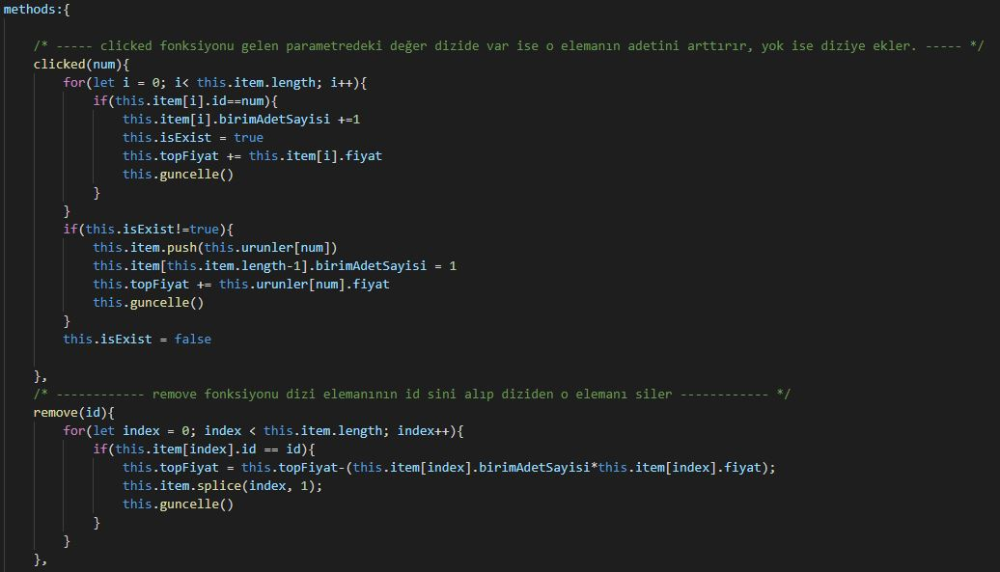 methods:{
/* ----- clicked fonksiyonu gelen parametredeki değer dizide var ise o elemanın adetini arttırır, yok ise diziye ekler. ----- */
clicked(num){
for(let i = 0; i< this.item.length; i++){
if(this.item[i].id==num){
this.item[i].birimAdetSayisi +=1
this.isExist = true
this.topFiyat += this.item[i].fiyat
this.guncelle()
}
}
if(this.isExist!=true){
this.item.push(this.urunler[num])
this.item[this.item.length-1].birimAdetSayisi = 1
this.topFiyat += this.urunler[num].fiyat
this.guncelle()
}
this.isExist = false
},
/* ------------ remove fonksiyonu dizi elemanının id sini alıp diziden o elemanı siler ------------ */
remove(id){
for(let index = 0; index < this.item.length; index++){
if(this.item[index].id == id){
this.topFiyat = this.topFiyat-(this.item[index].birimAdetSayisi*this.item[index].fiyat);
this.item.splice(index, 1);
this.guncelle()
}
}
},